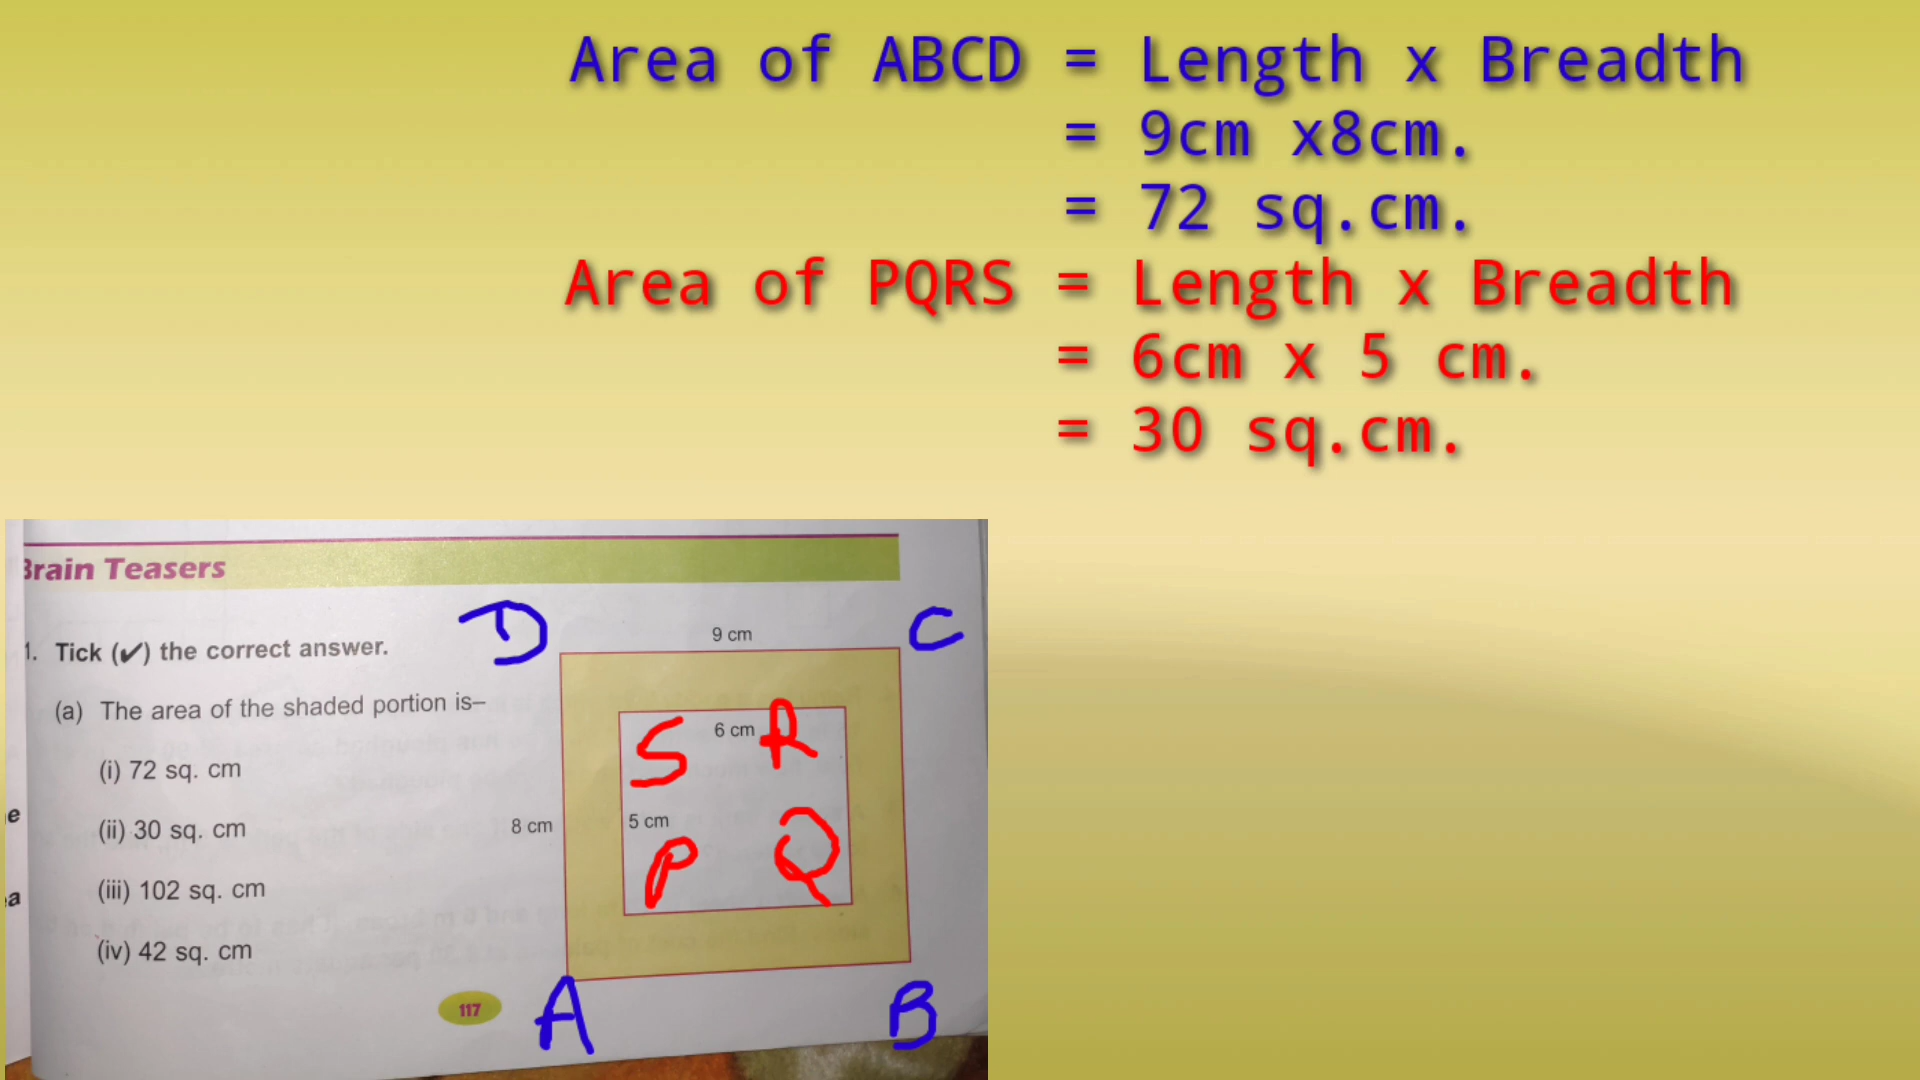 Area of ABCD = Length x Breadth
= 9cm x8cm.
= 72 sq.cm.
Area of PQRS = Length x Breadth
= 6cm x 5 cm.
= 30 sq.cm.
Brain Teasers
1. Tick (✔) the correct answer.
(a) The area of the shaded portion is–
(i) 72 sq. cm
(ii) 30 sq. cm
(iii) 102 sq. cm
(iv) 42 sq. cm
117
D
C
9 cm
S
6 cm
R
8 cm
5 cm
P
Q
A
B